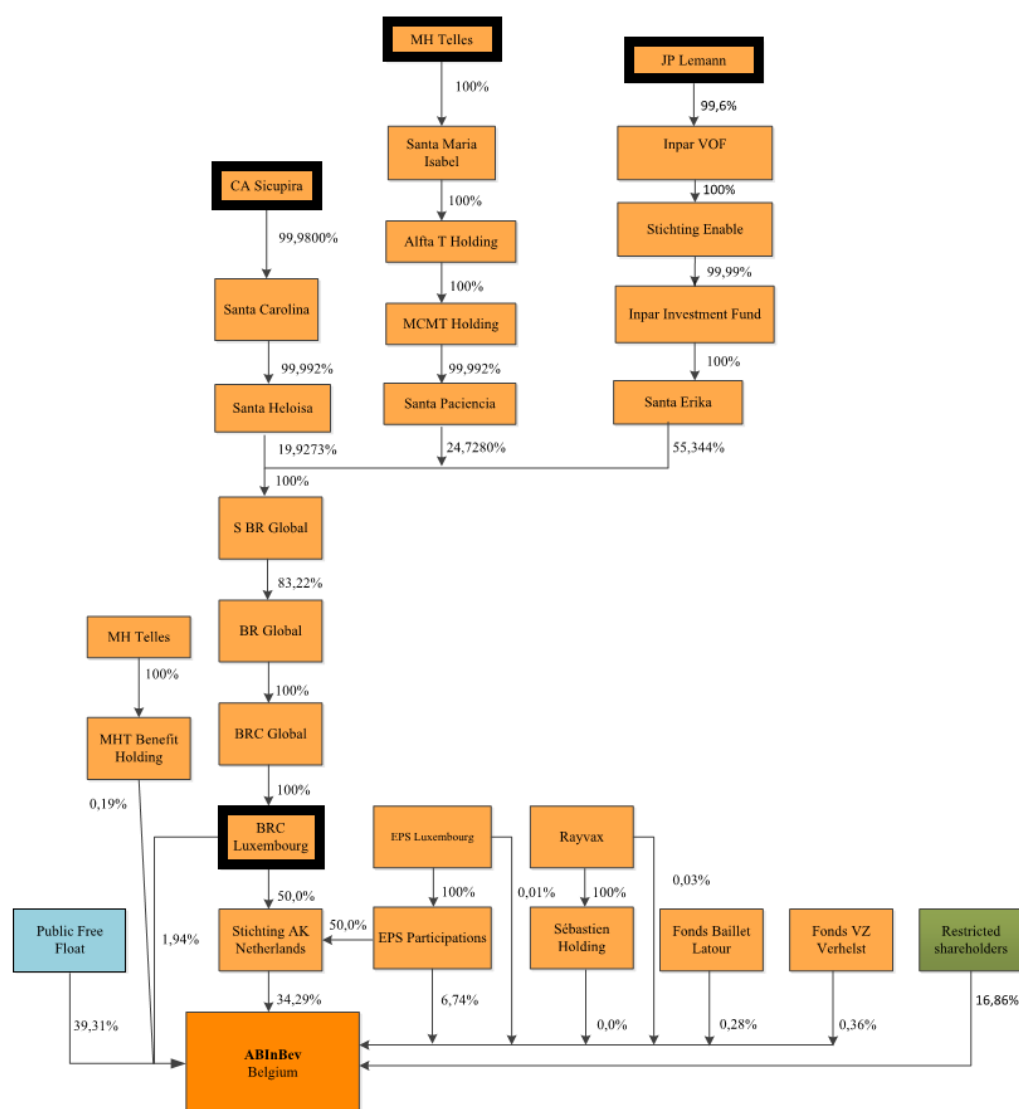 MH Telles
JP Lemann
100%
99,6%
Santa Maria
Isabel
Inpar VOF
CA Sicupira
100%
100%
Alfta T Holding
Stichting Enable
99,9800%
100%
99,99%
Santa Carolina
MCMT Holding
Inpar Investment Fund
99,992%
99,992%
100%
Santa Heloisa
Santa Paciencia
Santa Erika
19,9273%
24,7280%
55,344%
100%
S BR Global
83,22%
MH Telles
BR Global
100%
100%
MHT Benefit
Holding
BRC Global
0,19%
100%
BRC
Luxembourg
EPS Luxembourg
Rayvax
50,0%
100%
0,01%
100%
0,03%
Public Free
Float
1,94%
Stichting AK
Netherlands
50,0%
EPS Participations
Sébastien
Holding
Fonds Baillet
Latour
Fonds VZ
Verhelst
Restricted
shareholders
39,31%
34,29%
6,74%
0,0%
0,28%
0,36%
16,86%
ABInBev
Belgium